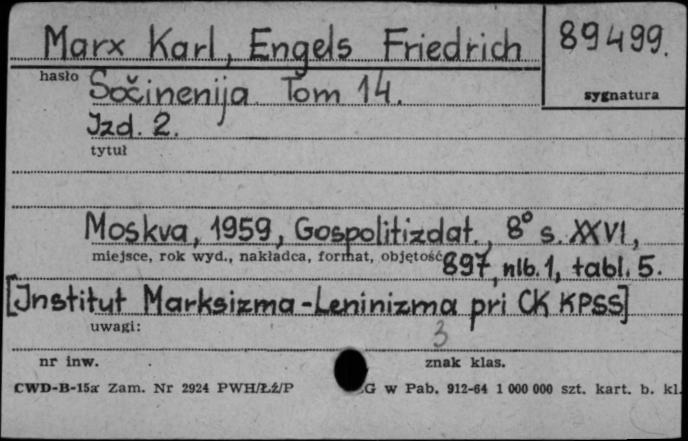 Marx Karl, Engels Friedrich
89499.
hasło
sygnatura
Sočinenija Tom 14.
Izd. 2.
tytuł
Moskva, 1959, Gospolitizdat., 8° s. XXVI,
miejsce, rok wyd., nakładca, format, objętość
897, nlb. 1, tabl. 5.
[Institut Marksizma-Leninizma pri CK KPSS]
uwagi:
3
nr inw.
znak klas.
CWD-B-15a Zam. Nr 2924 PWH/ŁŹ/P
G w Pab. 912-64 1 000 000 szt. kart. b. kl.